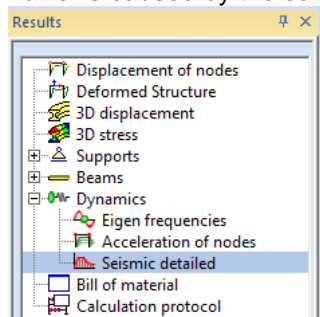 Results
Displacement of nodes
Deformed Structure
3D displacement
3D stress
Supports
Beams
Dynamics
Eigen frequencies
Acceleration of nodes
Seismic detailed
Bill of material
Calculation protocol